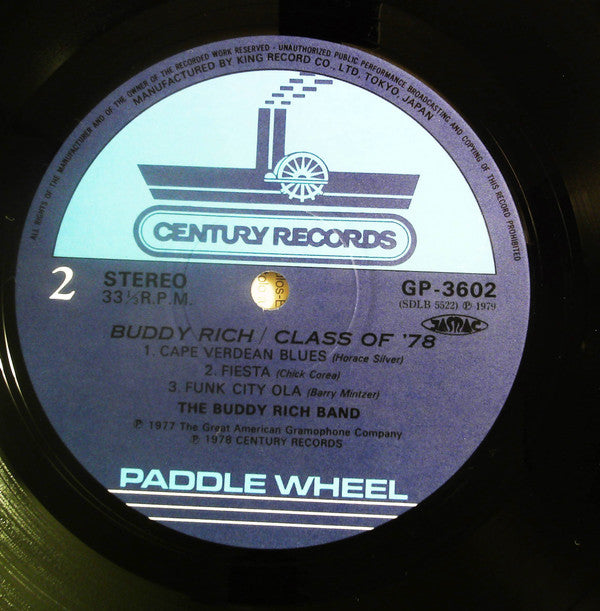 ALL RIGHTS OF THE MANUFACTURER AND OF THE OWNER OF THE RECORDED WORK RESERVED - UNAUTHORIZED PUBLIC PERFORMANCE BROADCASTING AND COPYING OF THIS RECORD PROHIBITED
MANUFACTURED BY KING RECORD CO., LTD. TOKYO, JAPAN
CENTURY RECORDS
2
STEREO
33⅓ R.P.M.
GP-3602
(SDLB 5522) ℗ 1979
JASRAC
BUDDY RICH / CLASS OF '78
1. CAPE VERDEAN BLUES (Horace Silver)
2. FIESTA (Chick Corea)
3. FUNK CITY OLA (Barry Mintzer)
THE BUDDY RICH BAND
℗ 1977 The Great American Gramophone Company
℗ 1978 CENTURY RECORDS
PADDLE WHEEL